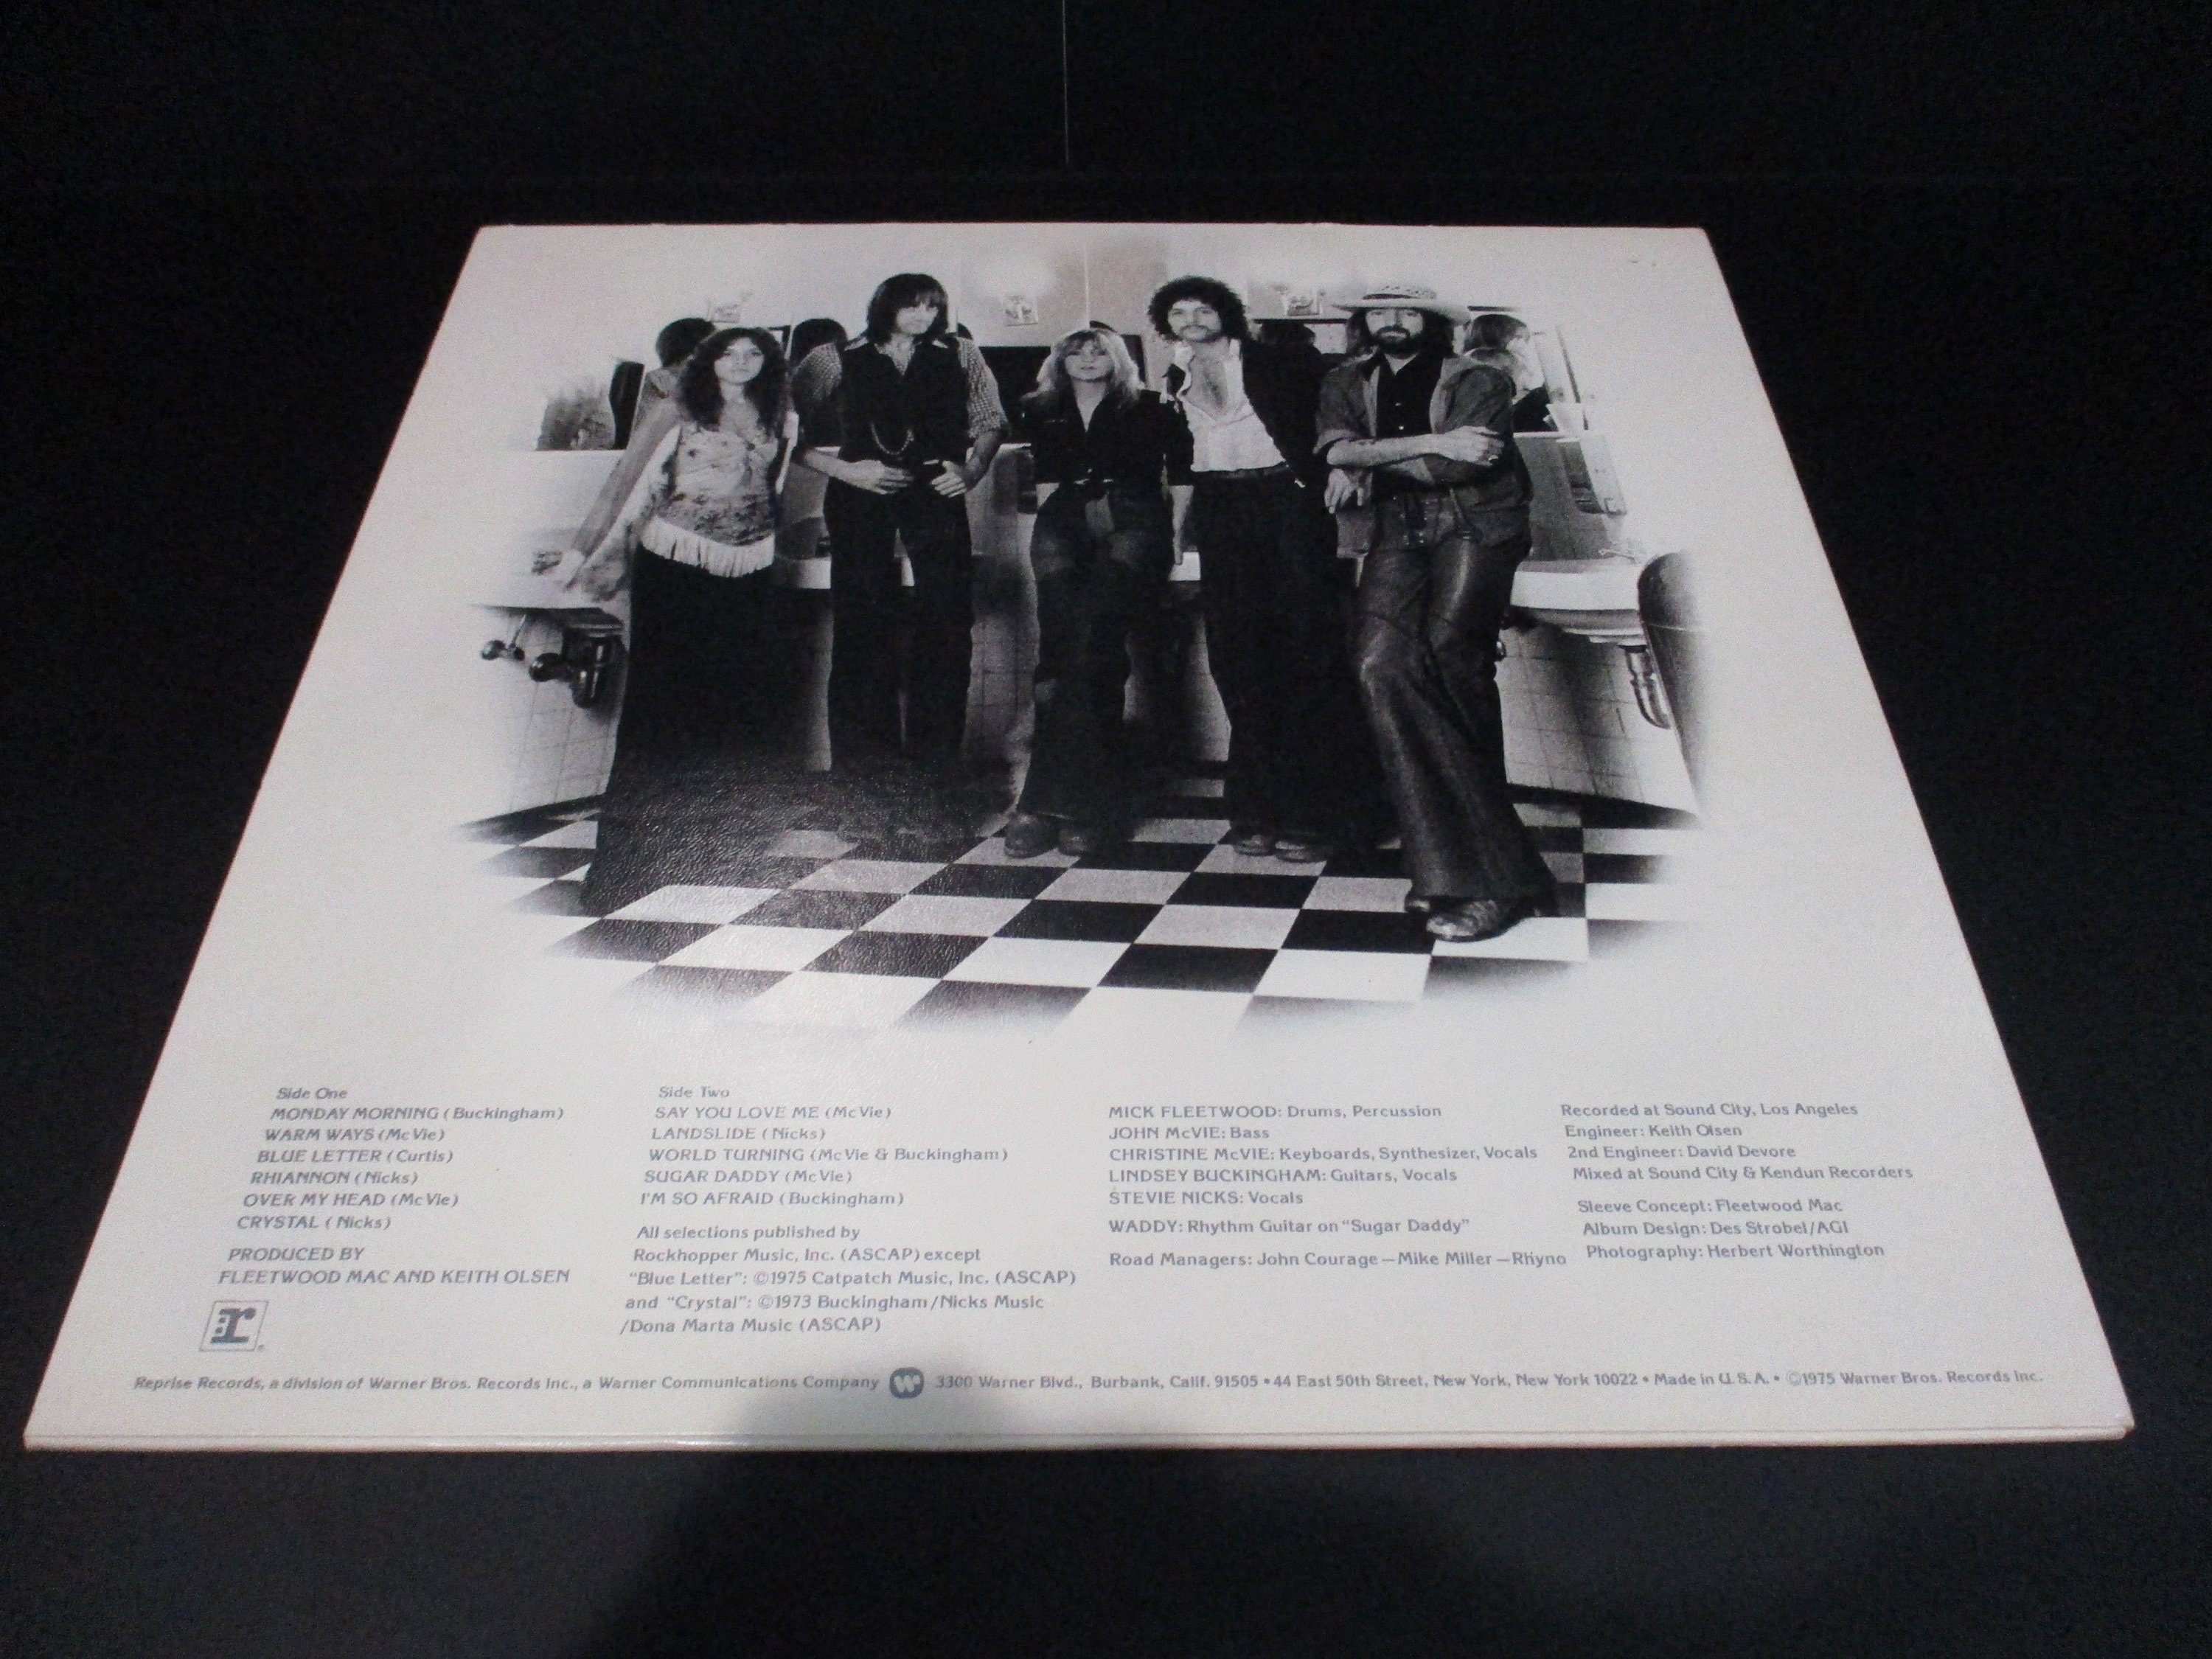 Side One
MONDAY MORNING (Buckingham)
WARM WAYS (McVie)
BLUE LETTER (Curtis)
RHIANNON (Nicks)
OVER MY HEAD (McVie)
CRYSTAL (Nicks)
PRODUCED BY
FLEETWOOD MAC AND KEITH OLSEN
r
Side Two
SAY YOU LOVE ME (McVie)
LANDSLIDE (Nicks)
WORLD TURNING (McVie & Buckingham)
SUGAR DADDY (McVie)
I'M SO AFRAID (Buckingham)
All selections published by
Rockhopper Music, Inc. (ASCAP) except
"Blue Letter": ©1975 Catpatch Music, Inc. (ASCAP)
and "Crystal": ©1973 Buckingham/Nicks Music
/Dona Marta Music (ASCAP)
MICK FLEETWOOD: Drums, Percussion
JOHN McVIE: Bass
CHRISTINE McVIE: Keyboards, Synthesizer, Vocals
LINDSEY BUCKINGHAM: Guitars, Vocals
STEVIE NICKS: Vocals
WADDY: Rhythm Guitar on "Sugar Daddy"
Road Managers: John Courage—Mike Miller—Rhyno
Recorded at Sound City, Los Angeles
Engineer: Keith Olsen
2nd Engineer: David Devore
Mixed at Sound City & Kendun Recorders
Sleeve Concept: Fleetwood Mac
Album Design: Des Strobel/AGI
Photography: Herbert Worthington
Reprise Records, a division of Warner Bros. Records Inc., a Warner Communications Company W 3300 Warner Blvd., Burbank, Calif. 91505 • 44 East 50th Street, New York, New York 10022 • Made in U.S.A. • ©1975 Warner Bros. Records Inc.